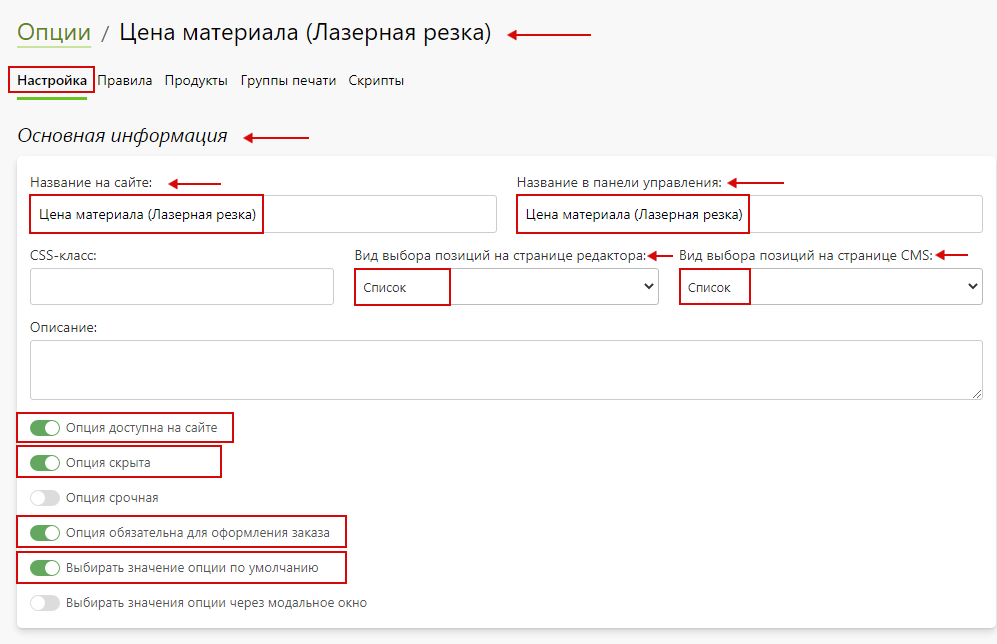 Опции / Цена материала (Лазерная резка)
Настройка Правила Продукты Группы печати Скрипты
Основная информация
Название на сайте: Название в панели управления:
Цена материала (Лазерная резка) Цена материала (Лазерная резка)
CSS-класс: Вид выбора позиций на странице редактора: Вид выбора позиций на странице CMS:
Список Список
Описание:
Опция доступна на сайте
Опция скрыта
Опция срочная
Опция обязательна для оформления заказа
Выбирать значение опции по умолчанию
Выбирать значения опции через модальное окно